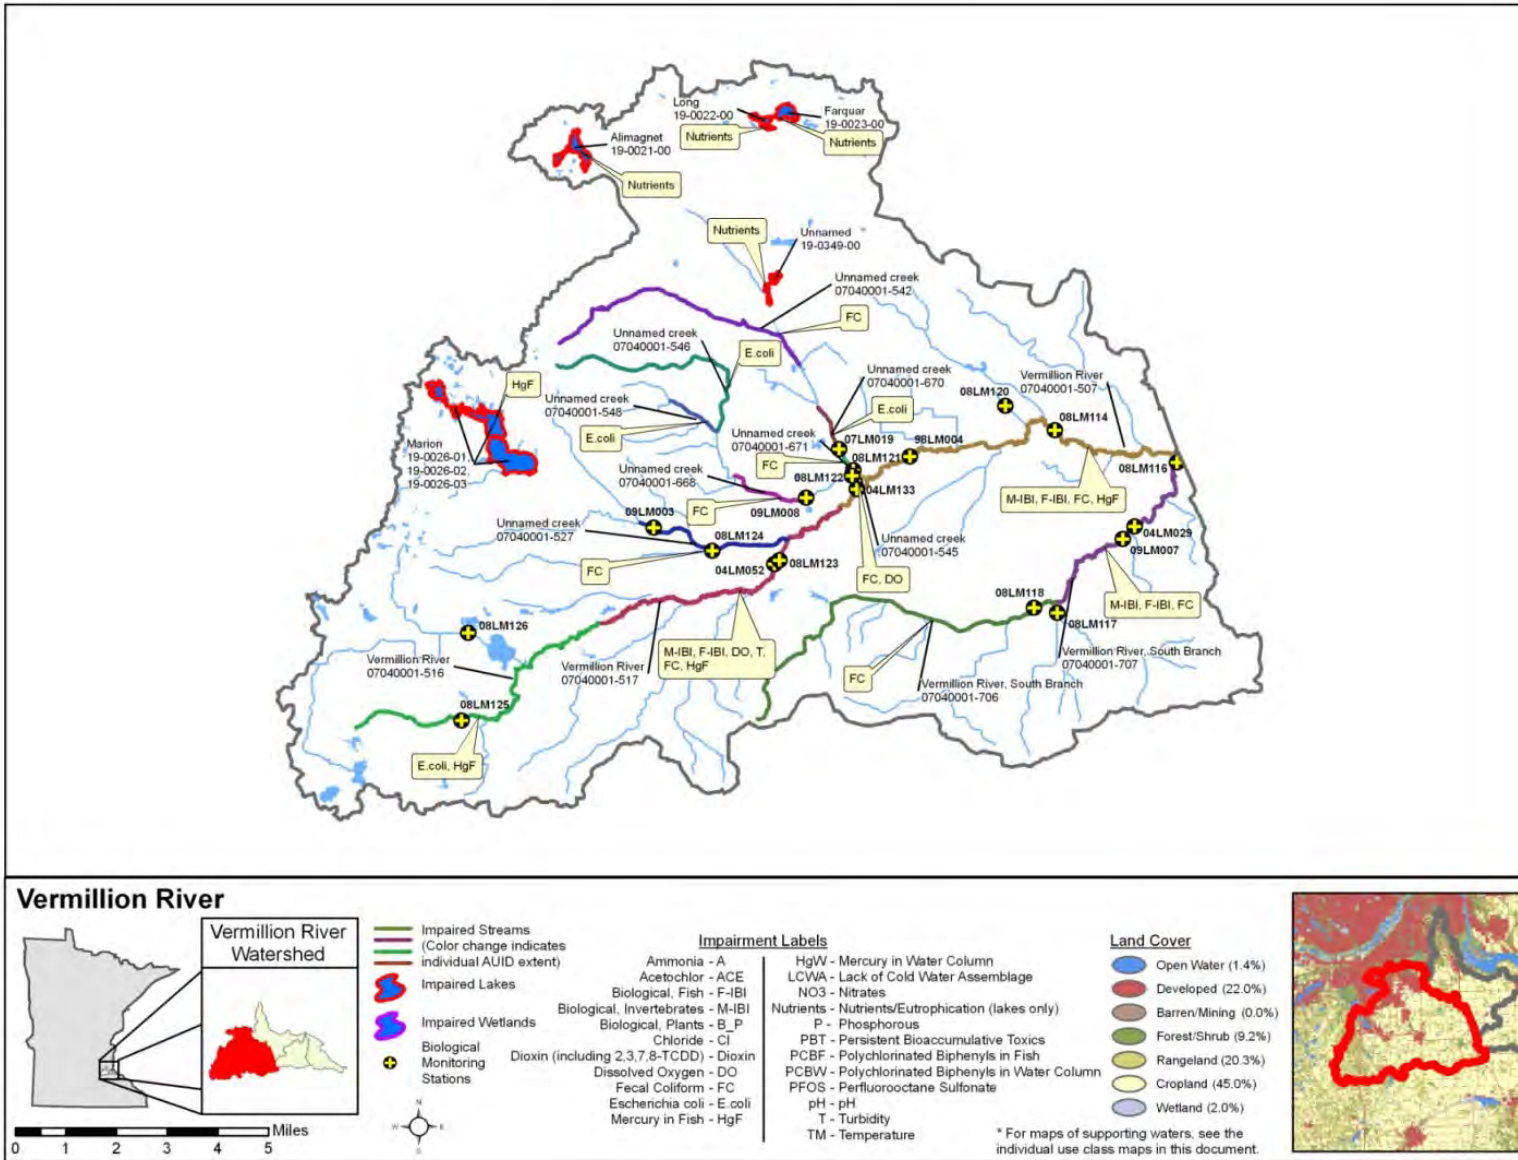 Long
19-0022-00
Farquar
19-0023-00
Nutrients
Nutrients
Alimagnet
19-0021-00
Nutrients
Nutrients
Unnamed
19-0349-00
Unnamed creek
07040001-542
FC
Unnamed creek
07040001-546
E.coli
HgF
Unnamed creek
07040001-670
E.coli
Vermillion River
07040001-507
08LM120
08LM114
Unnamed creek
07040001-548
E.coli
Unnamed creek
07040001-671
FC
07LM019
98LM004
08LM121
08LM122
04LM133
08LM116
Marion
19-0026-01,
19-0026-02,
19-0026-03
Unnamed creek
07040001-668
FC
09LM008
M-IBI, F-IBI, FC, HgF
09LM003
Unnamed creek
07040001-527
08LM124
FC
04LM052
08LM123
Unnamed creek
07040001-545
FC, DO
04LM029
09LM007
M-IBI, F-IBI, FC
08LM118
08LM117
08LM126
Vermillion River
07040001-516
Vermillion River
07040001-517
M-IBI, F-IBI, DO, T,
FC, HgF
FC
Vermillion River, South Branch
07040001-706
Vermillion River, South Branch
07040001-707
08LM125
E.coli, HgF
Vermillion River
Vermillion River
Watershed
Miles
0 1 2 3 4 5
Impaired Streams
(Color change indicates
individual AUID extent)
Impaired Lakes
Impaired Wetlands
Biological
Monitoring
Stations
N
W E
S
Impairment Labels
Ammonia - A
Acetochlor - ACE
Biological, Fish - F-IBI
Biological, Invertebrates - M-IBI
Biological, Plants - B_P
Chloride - Cl
Dioxin (including 2,3,7,8-TCDD) - Dioxin
Dissolved Oxygen - DO
Fecal Coliform - FC
Escherichia coli - E.coli
Mercury in Fish - HgF
HgW - Mercury in Water Column
LCWA - Lack of Cold Water Assemblage
NO3 - Nitrates
Nutrients - Nutrients/Eutrophication (lakes only)
P - Phosphorous
PBT - Persistent Bioaccumulative Toxics
PCBF - Polychlorinated Biphenyls in Fish
PCBW - Polychlorinated Biphenyls in Water Column
PFOS - Perfluorooctane Sulfonate
pH - pH
T - Turbidity
TM - Temperature
Land Cover
Open Water (1.4%)
Developed (22.0%)
Barren/Mining (0.0%)
Forest/Shrub (9.2%)
Rangeland (20.3%)
Cropland (45.0%)
Wetland (2.0%)
* For maps of supporting waters, see the
individual use class maps in this document.